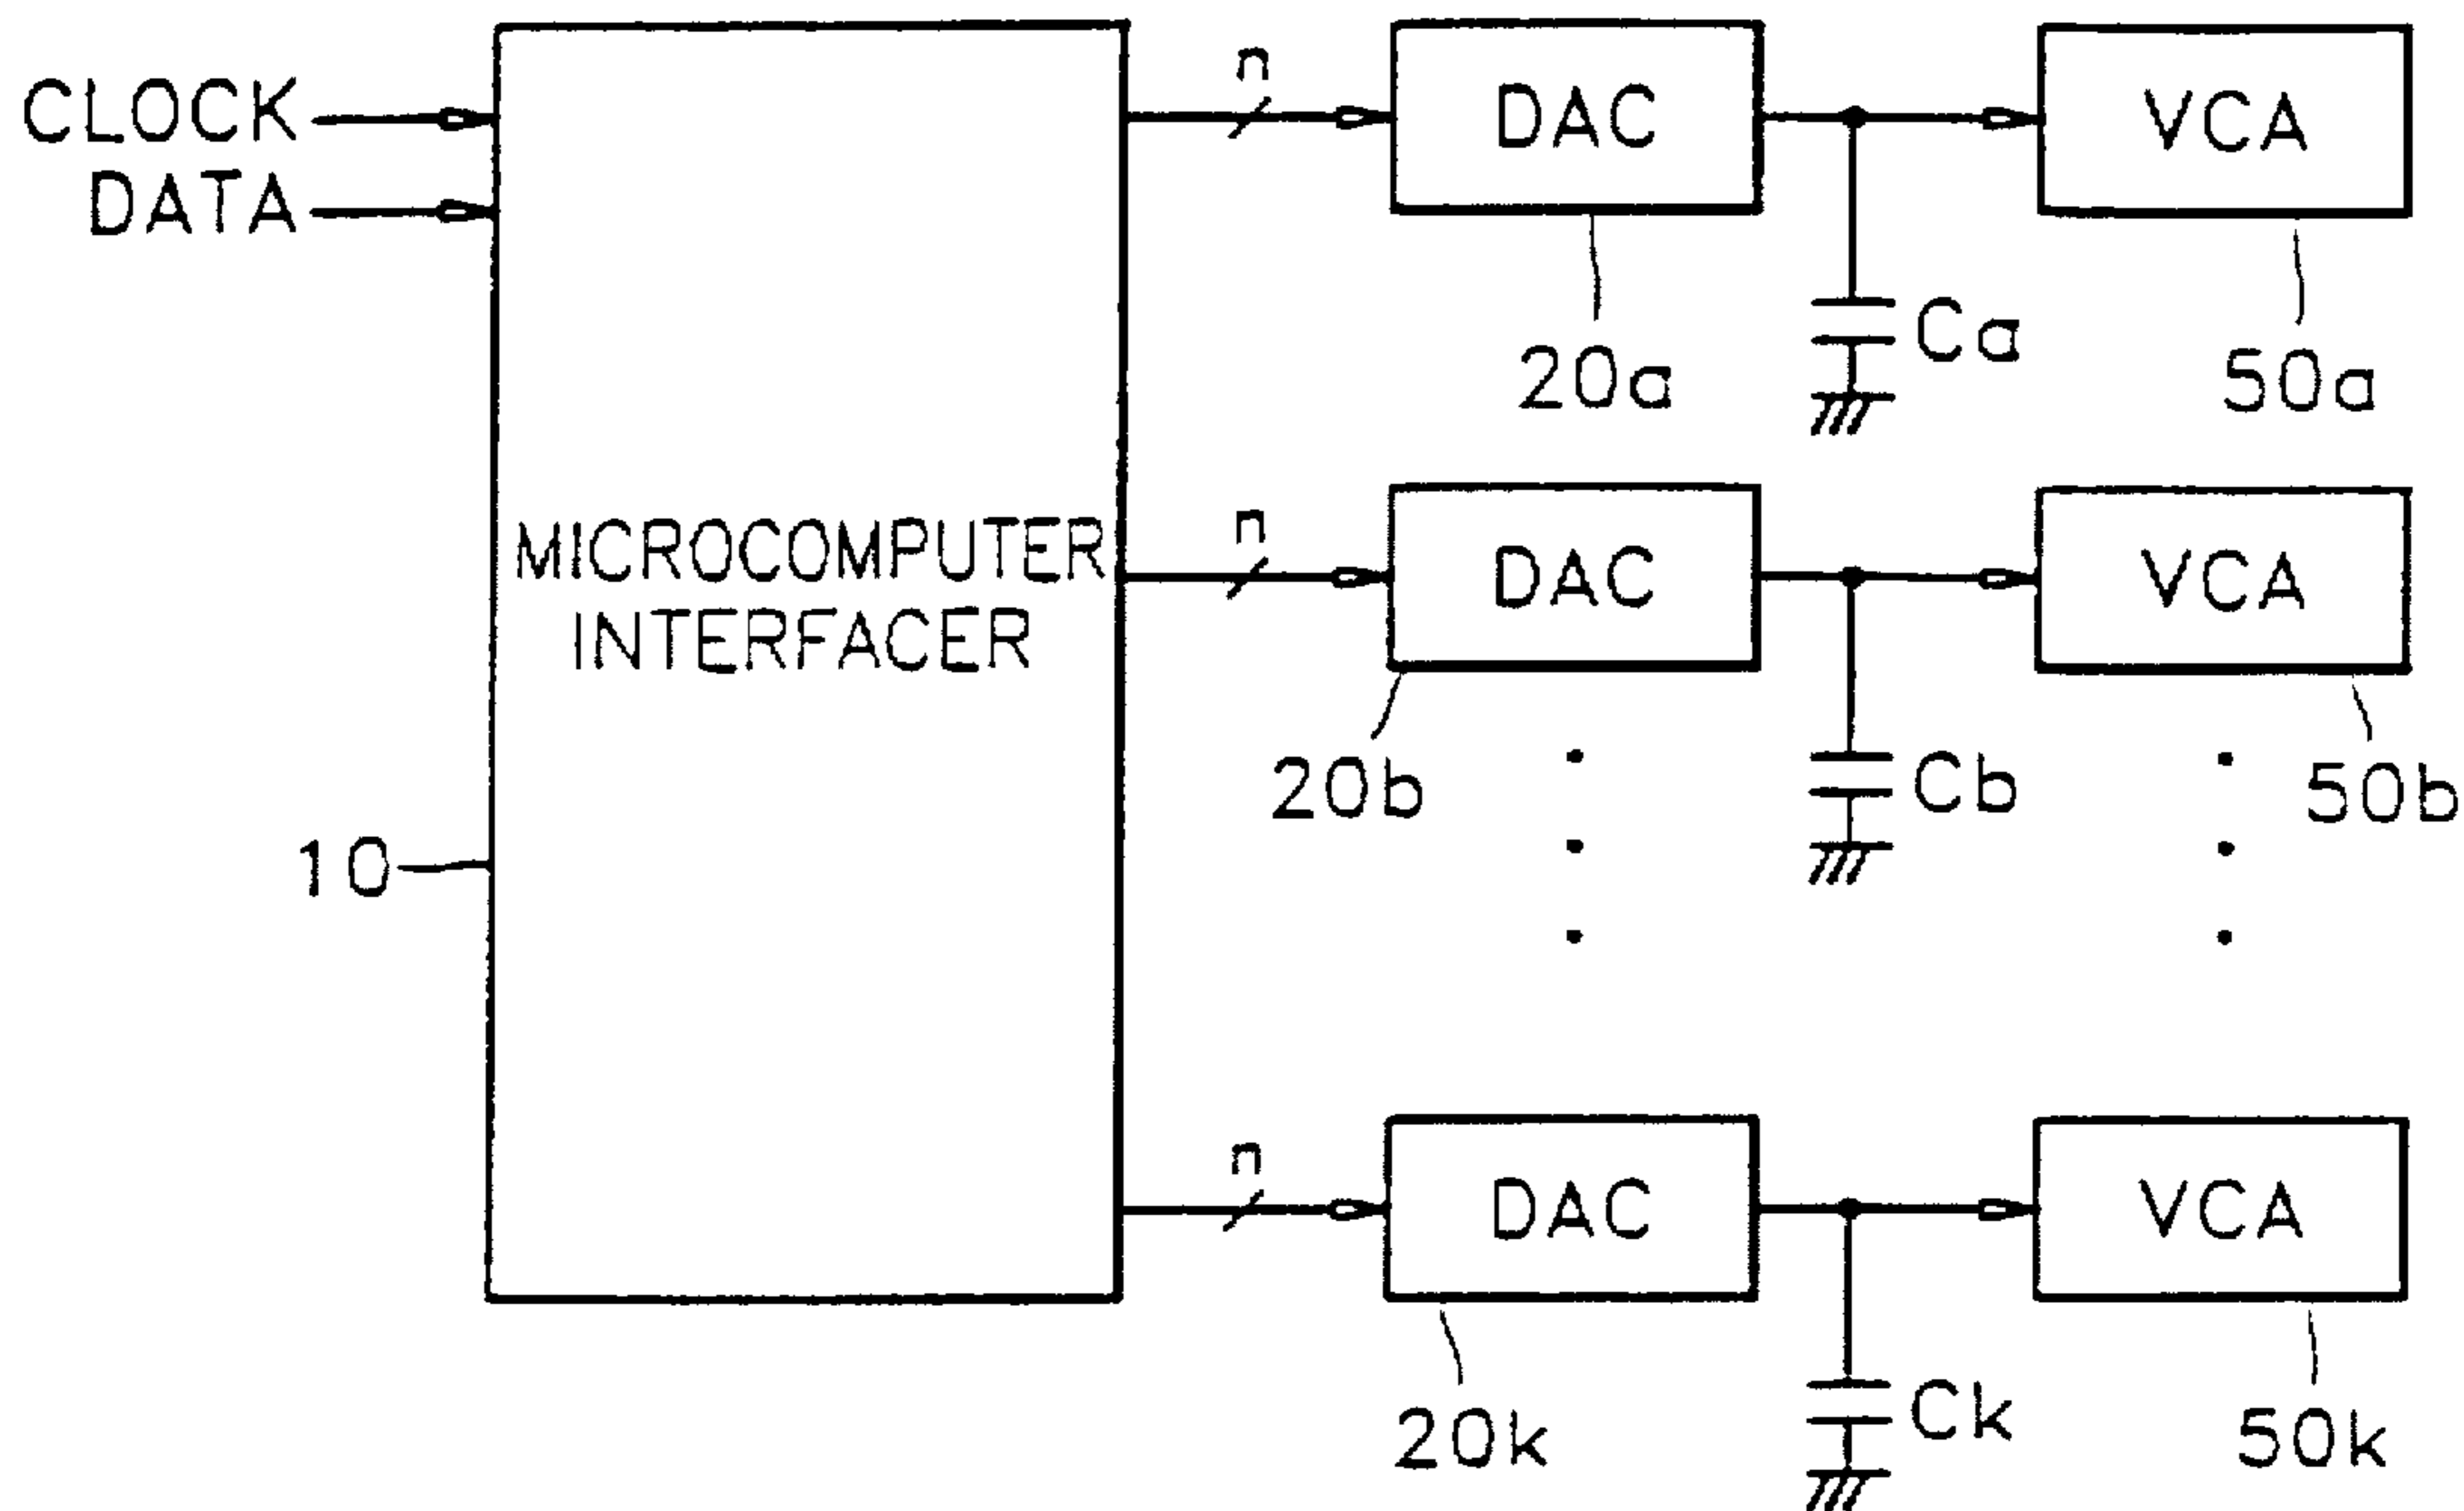 CLOCK
DATA
MICROCOMPUTER
INTERFACER
10
n
DAC
VCA
20a
Ca
50a
n
DAC
VCA
20b
Cb
50b
n
DAC
VCA
20k
Ck
50k